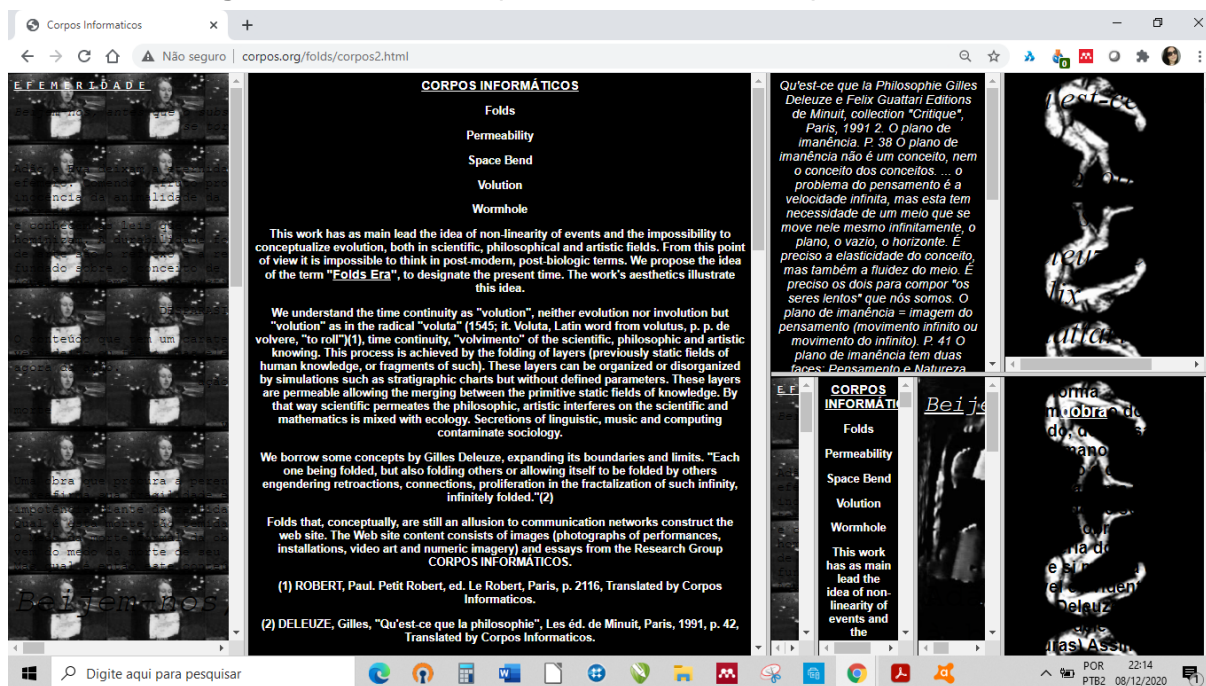 Corpos Informaticos
Não seguro | corpos.org/folds/corpos2.html
0
EFEMERIDADE
Beijem-nos,
CORPOS INFORMÁTICOS
Folds
Permeability
Space Bend
Volution
Wormhole
This work has as main lead the idea of non-linearity of events and the impossibility to
conceptualize evolution, both in scientific, philosophical and artistic fields. From this point
of view it is impossible to think in post-modern, post-biologic terms. We propose the idea
of the term "Folds Era", to designate the present time. The work's aesthetics illustrate
this idea.
We understand the time continuity as "volution", neither evolution nor involution but
"volution" as in the radical "voluta" (1545; it. Voluta, Latin word from volutus, p. p. de
volvere, "to roll")(1), time continuity, "volvimento" of the scientific, philosophic and artistic
knowing. This process is achieved by the folding of layers (previously static fields of
human knowledge, or fragments of such). These layers can be organized or disorganized
by simulations such as stratigraphic charts but without defined parameters. These layers
are permeable allowing the merging between the primitive static fields of knowledge. By
that way scientific permeates the philosophic, artistic interferes on the scientific and
mathematics is mixed with ecology. Secretions of linguistic, music and computing
contaminate sociology.
We borrow some concepts by Gilles Deleuze, expanding its boundaries and limits. "Each
one being folded, but also folding others or allowing itself to be folded by others
engendering retroactions, connections, proliferation in the fractalization of such infinity,
infinitely folded."(2)
Folds that, conceptually, are still an allusion to communication networks construct the
web site. The Web site content consists of images (photographs of performances,
installations, video art and numeric imagery) and essays from the Research Group
CORPOS INFORMÁTICOS.
(1) ROBERT, Paul. Petit Robert, ed. Le Robert, Paris, p. 2116, Translated by Corpos
Informaticos.
(2) DELEUZE, Gilles, "Qu'est-ce que la philosophie", Les éd. de Minuit, Paris, 1991, p. 42,
Translated by Corpos Informaticos.
Qu'est-ce que la Philosophie Gilles
Deleuze e Felix Guattari Editions
de Minuit, collection "Critique",
Paris, 1991 2. O plano de
imanência. P. 38 O plano de
imanência não é um conceito, nem
o conceito dos conceitos. ... o
problema do pensamento é a
velocidade infinita, mas esta tem
necessidade de um meio que se
move nele mesmo infinitamente, o
plano, o vazio, o horizonte. É
preciso a elasticidade do conceito,
mas também a fluidez do meio. É
preciso os dois para compor "os
seres lentos" que nós somos. O
plano de imanência = imagem do
pensamento (movimento infinito ou
movimento do infinito). P. 41 O
plano de imanência tem duas
faces: Pensamento e Natureza
E F
CORPOS
INFORMÁTI
Folds
Permeability
Space Bend
Volution
Wormhole
This work
has as main
lead the
idea of non-
linearity of
events and
the
Beije
obra
Digite aqui para pesquisar
POR 22:14
PTB2 08/12/2020
1